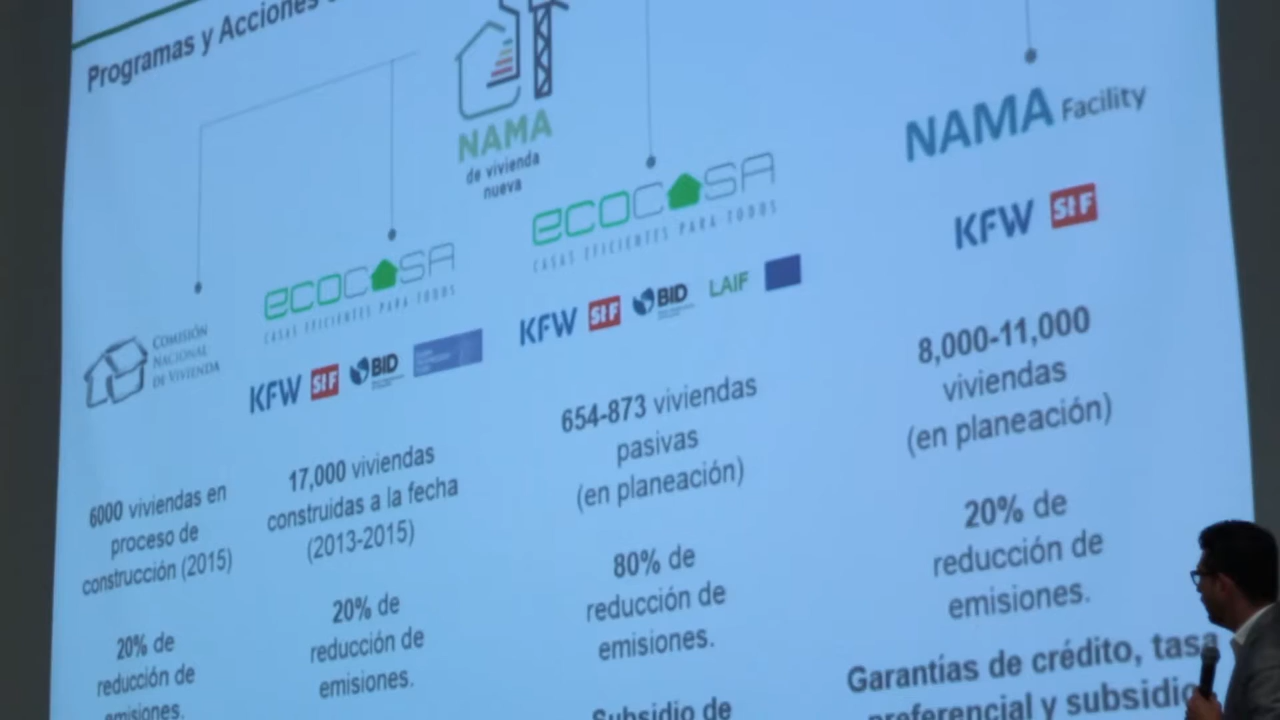 Programas y Acciones
NAMA
de vivienda
nueva
COMISIÓN
NACIONAL
DE VIVIENDA
6000 viviendas en
proceso de
construcción (2015)
20% de
reducción de
emisiones.
ecocasa
CASAS EFICIENTES PARA TODOS
KFW SHF BID
17,000 viviendas
construidas a la fecha
(2013-2015)
20% de
reducción de
emisiones.
ecocasa
CASAS EFICIENTES PARA TODOS
KFW SHF BID LAIF
654-873 viviendas
pasivas
(en planeación)
80% de
reducción de
emisiones.
Subsidio de
NAMA Facility
KFW SHF
8,000-11,000
viviendas
(en planeación)
20% de
reducción de
emisiones.
Garantías de crédito, tasa
preferencial y subsidio